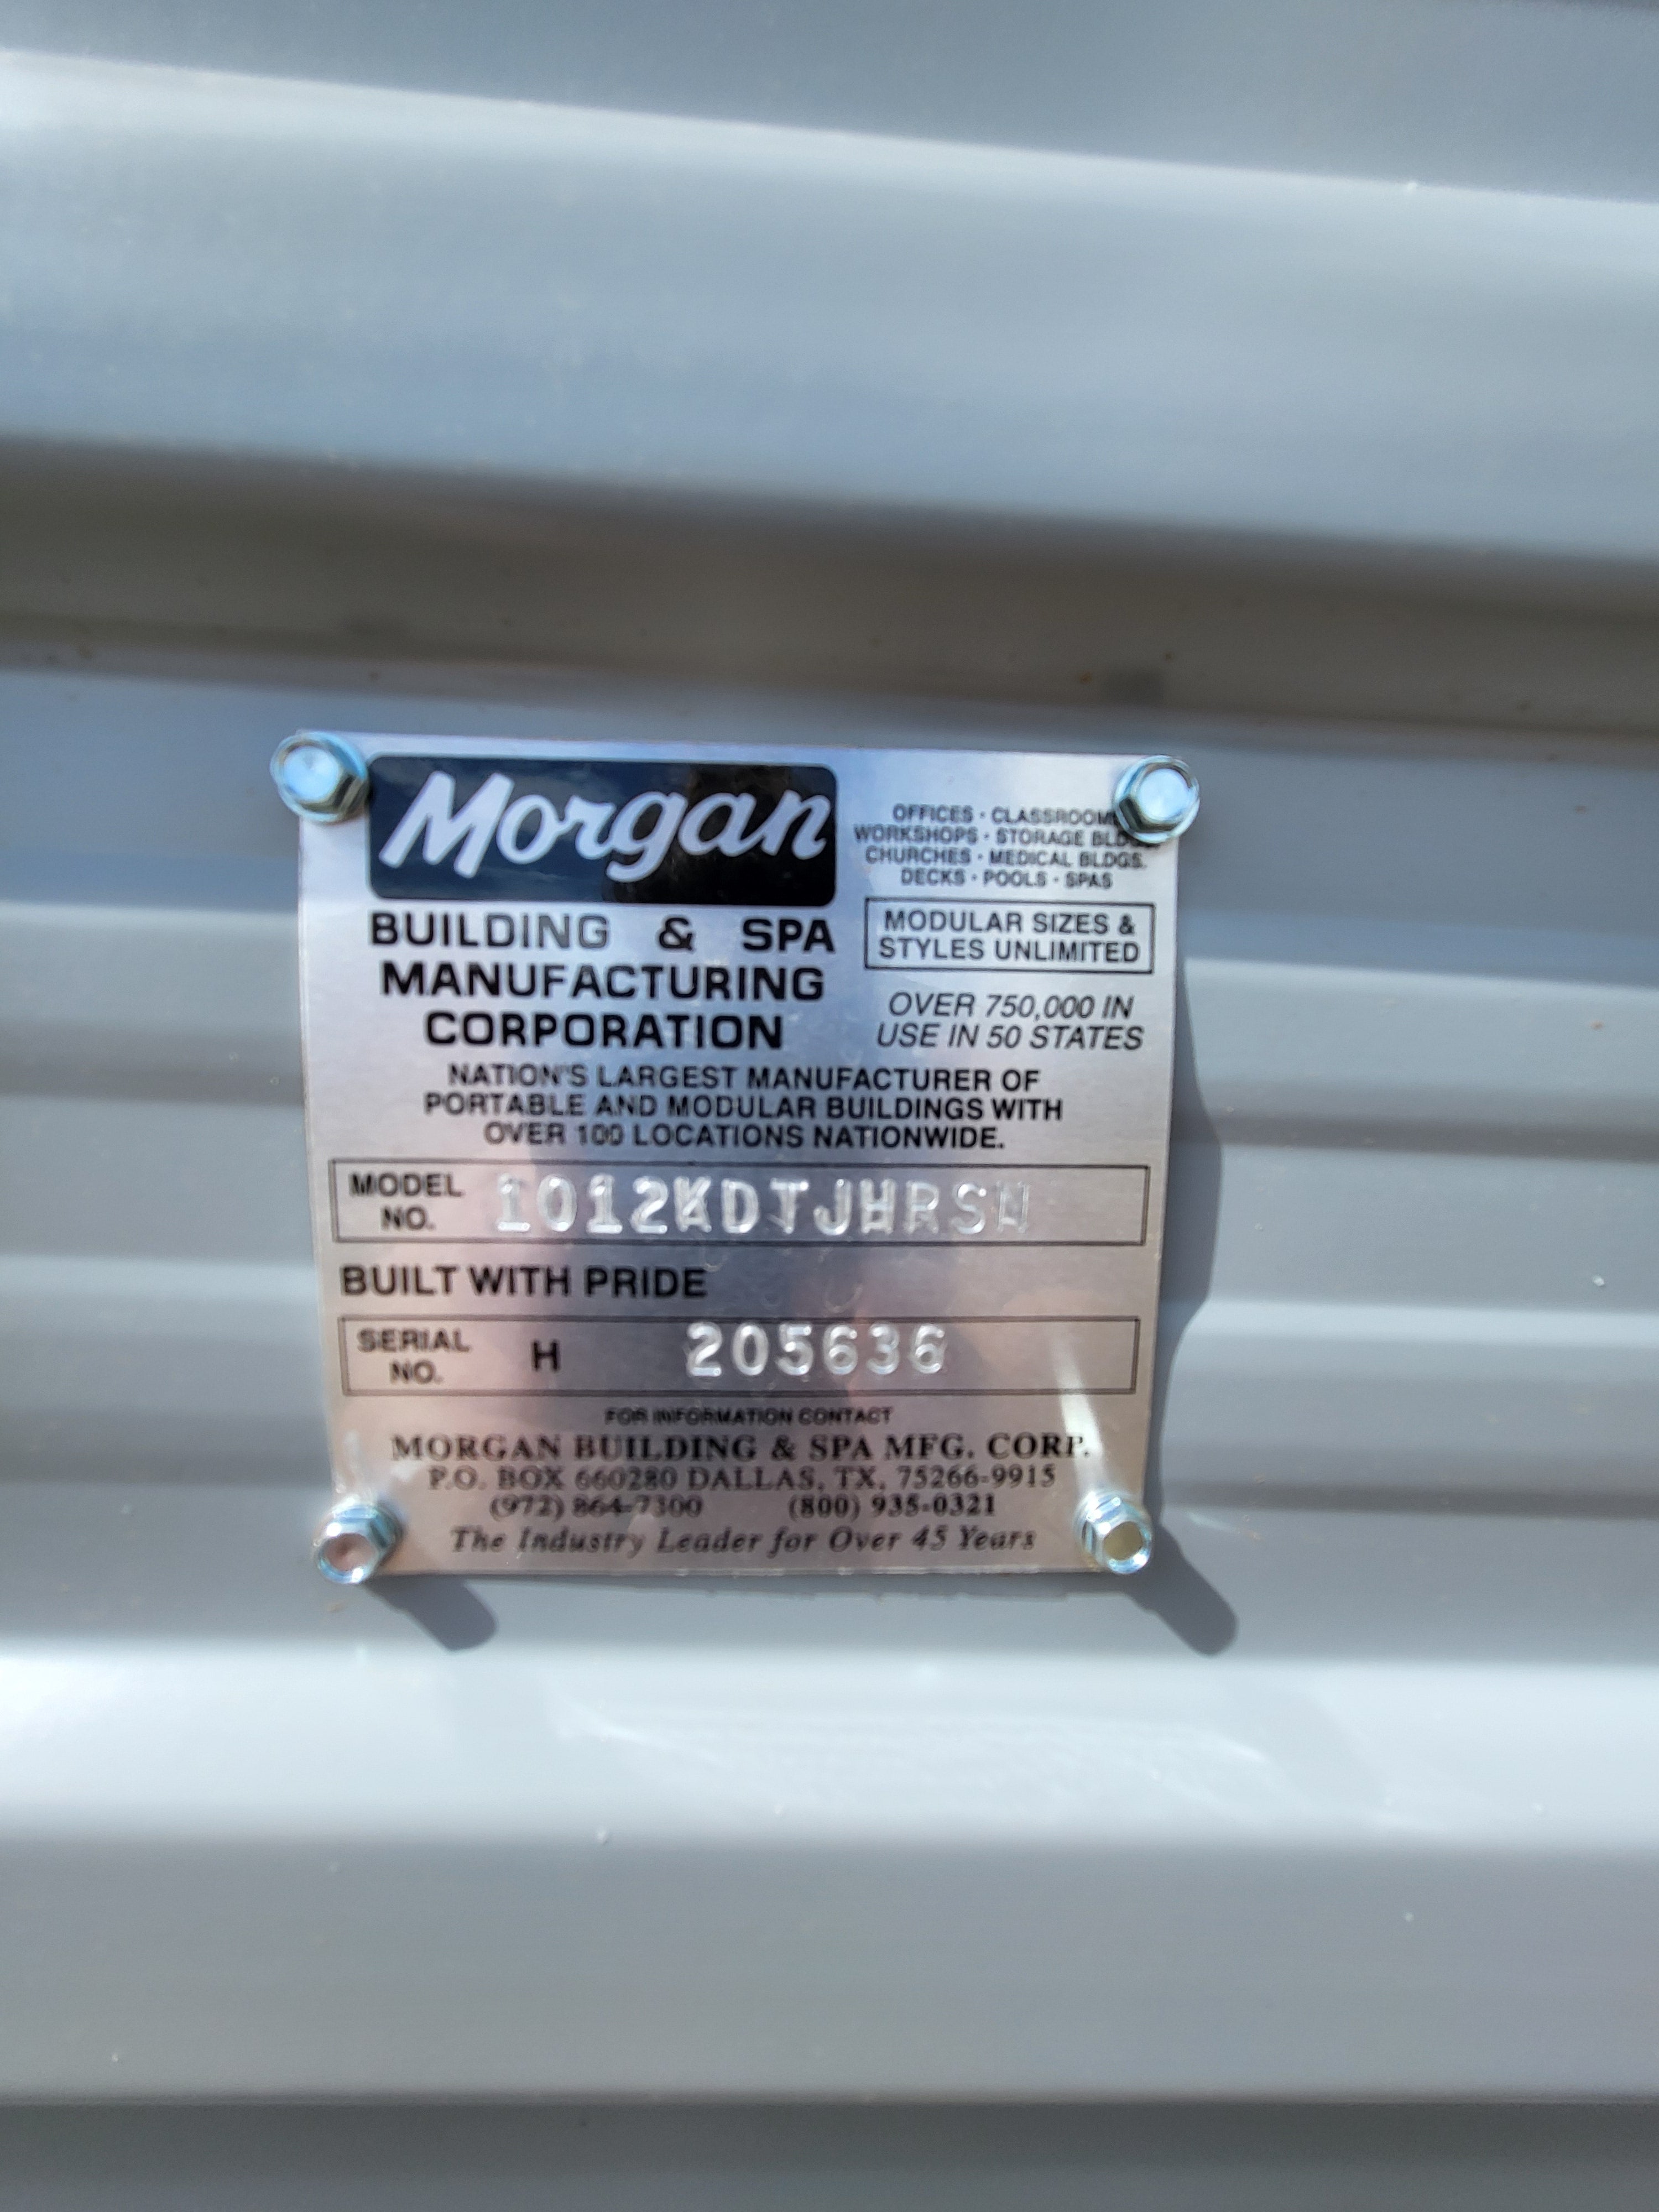 Morgan
BUILDING & SPA
MANUFACTURING
CORPORATION
OFFICES · CLASSROOM
WORKSHOPS · STORAGE BLD
CHURCHES · MEDICAL BLDGS.
DECKS · POOLS · SPAS
MODULAR SIZES &
STYLES UNLIMITED
OVER 750,000 IN
USE IN 50 STATES
NATION'S LARGEST MANUFACTURER OF
PORTABLE AND MODULAR BUILDINGS WITH
OVER 100 LOCATIONS NATIONWIDE.
MODEL
NO.
1012KDTJHRSN
BUILT WITH PRIDE
SERIAL
NO.
H 205636
FOR INFORMATION CONTACT
MORGAN BUILDING & SPA MFG. CORP.
P.O. BOX 660280 DALLAS, TX, 75266-9915
(972) 864-7300 (800) 935-0321
The Industry Leader for Over 45 Years